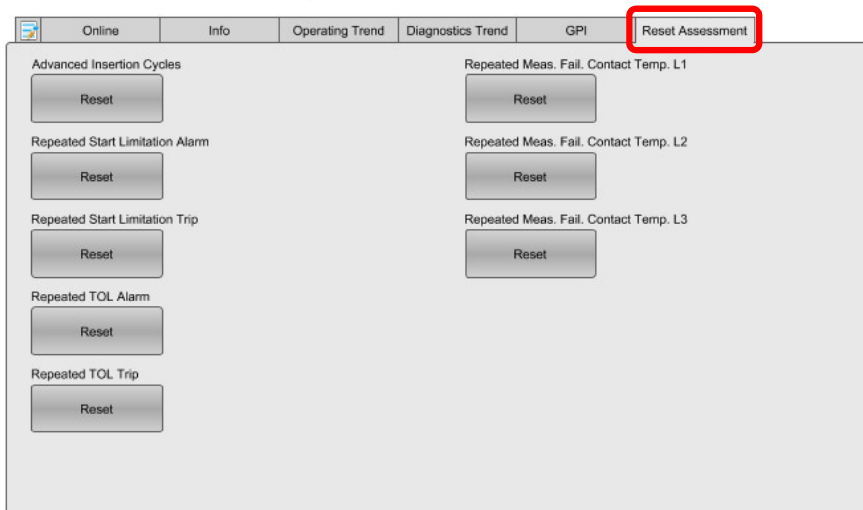 Online Info Operating Trend Diagnostics Trend GPI Reset Assessment
Advanced Insertion Cycles
Reset
Repeated Start Limitation Alarm
Reset
Repeated Start Limitation Trip
Reset
Repeated TOL Alarm
Reset
Repeated TOL Trip
Reset
Repeated Meas. Fail. Contact Temp. L1
Reset
Repeated Meas. Fail. Contact Temp. L2
Reset
Repeated Meas. Fail. Contact Temp. L3
Reset